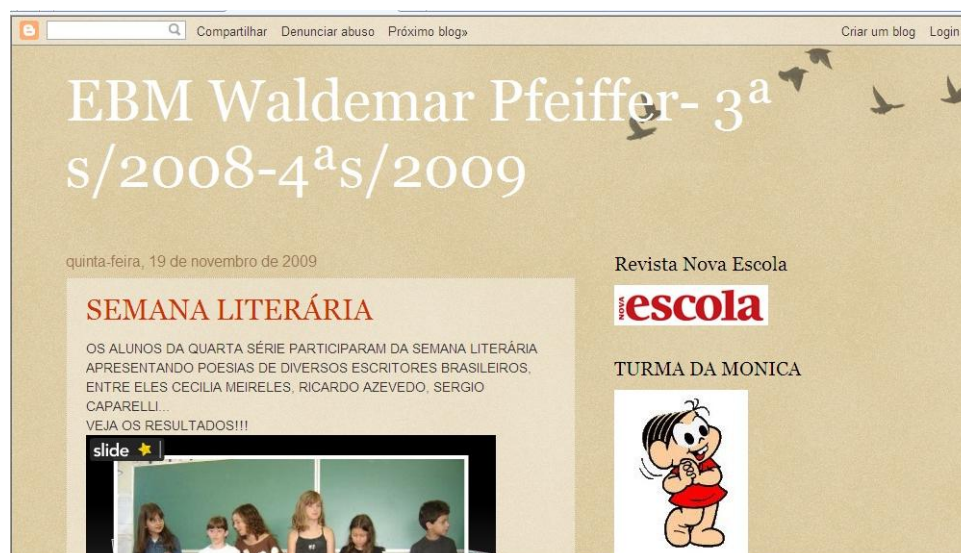 Compartilhar Denunciar abuso Próximo blog»
Criar um blog Login
EBM Waldemar Pfeiffer- 3ª
s/2008-4ªs/2009
quinta-feira, 19 de novembro de 2009
SEMANA LITERÁRIA
OS ALUNOS DA QUARTA SÉRIE PARTICIPARAM DA SEMANA LITERÁRIA
APRESENTANDO POESIAS DE DIVERSOS ESCRITORES BRASILEIROS,
ENTRE ELES CECILIA MEIRELES, RICARDO AZEVEDO, SERGIO
CAPARELLI...
VEJA OS RESULTADOS!!!
slide
Revista Nova Escola
NOVA escola
TURMA DA MONICA